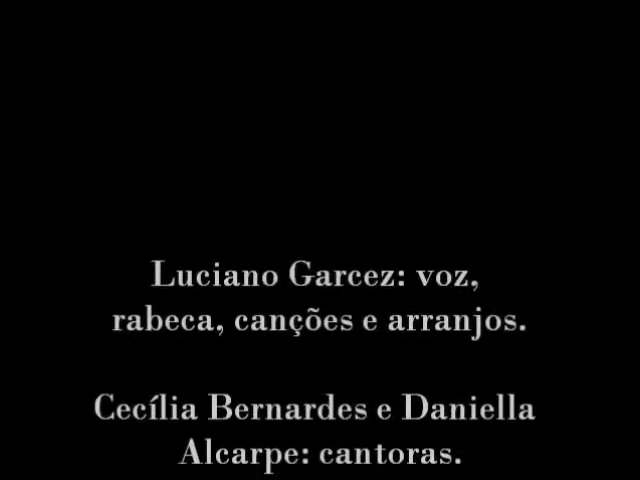 Luciano Garcez: voz,
rabeca, canções e arranjos.
Cecília Bernardes e Daniella
Alcarpe: cantoras.